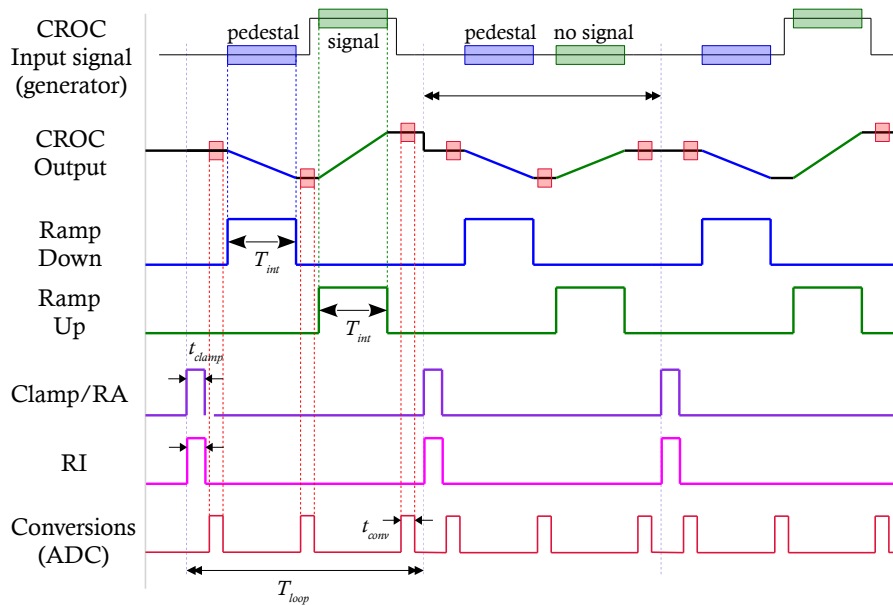 CROC
Input signal
(generator)
pedestal
signal
pedestal
no signal
CROC
Output
Ramp
Down
T_int
Ramp
Up
T_int
t_clamp
Clamp/RA
RI
Conversions
(ADC)
t_conv
T_loop